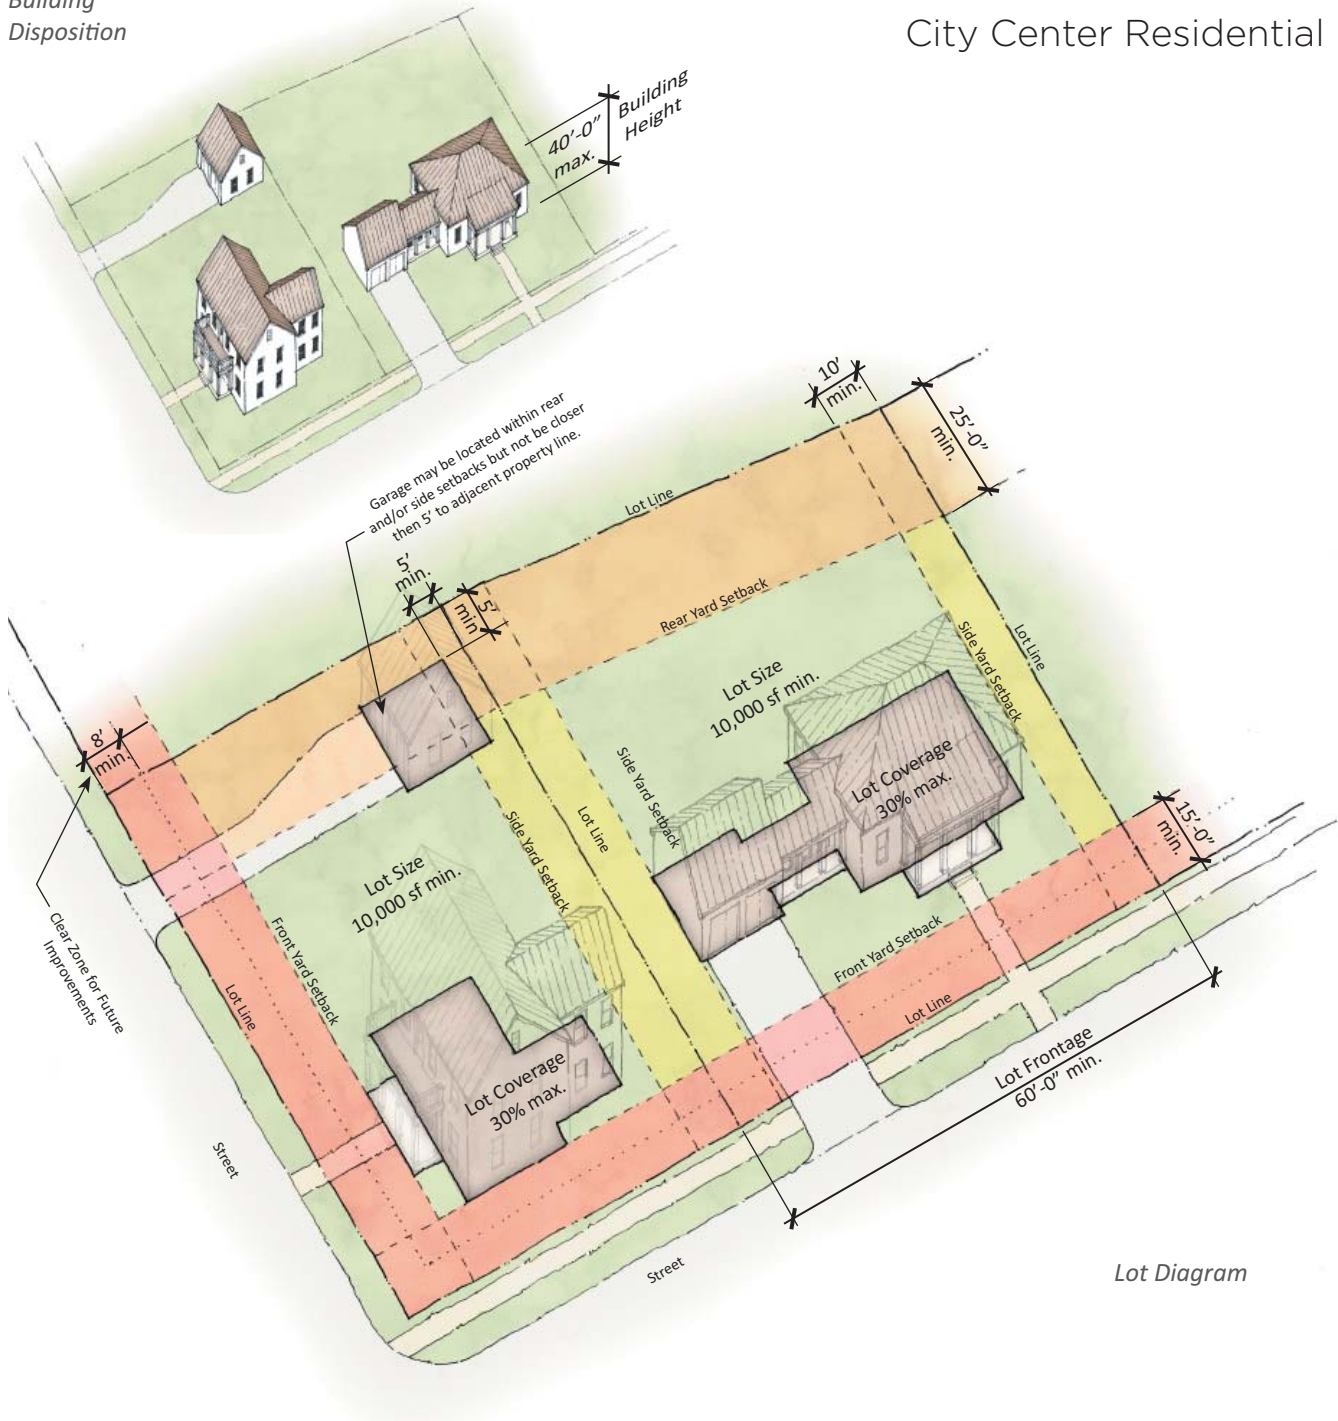 Building
Disposition
City Center Residential
Building
Height
40'-0"
max.
10'
min.
25'-0"
min.
Garage may be located within rear
and/or side setbacks but not be closer
then 5' to adjacent property line.
Lot Line
5'
min.
5'
min
Rear Yard Setback
Side Yard Setback
Lot Line
Lot Size
10,000 sf min.
8'
min.
Side Yard Setback
Lot Coverage
30% max.
15'-0"
min.
Side Yard Setback
Lot Line
Lot Size
10,000 sf min.
Clear Zone for Future
Improvements
Front Yard Setback
Lot Line
Front Yard Setback
Lot Line
Lot Coverage
30% max.
Lot Frontage
60'-0" min.
Street
Street
Lot Diagram